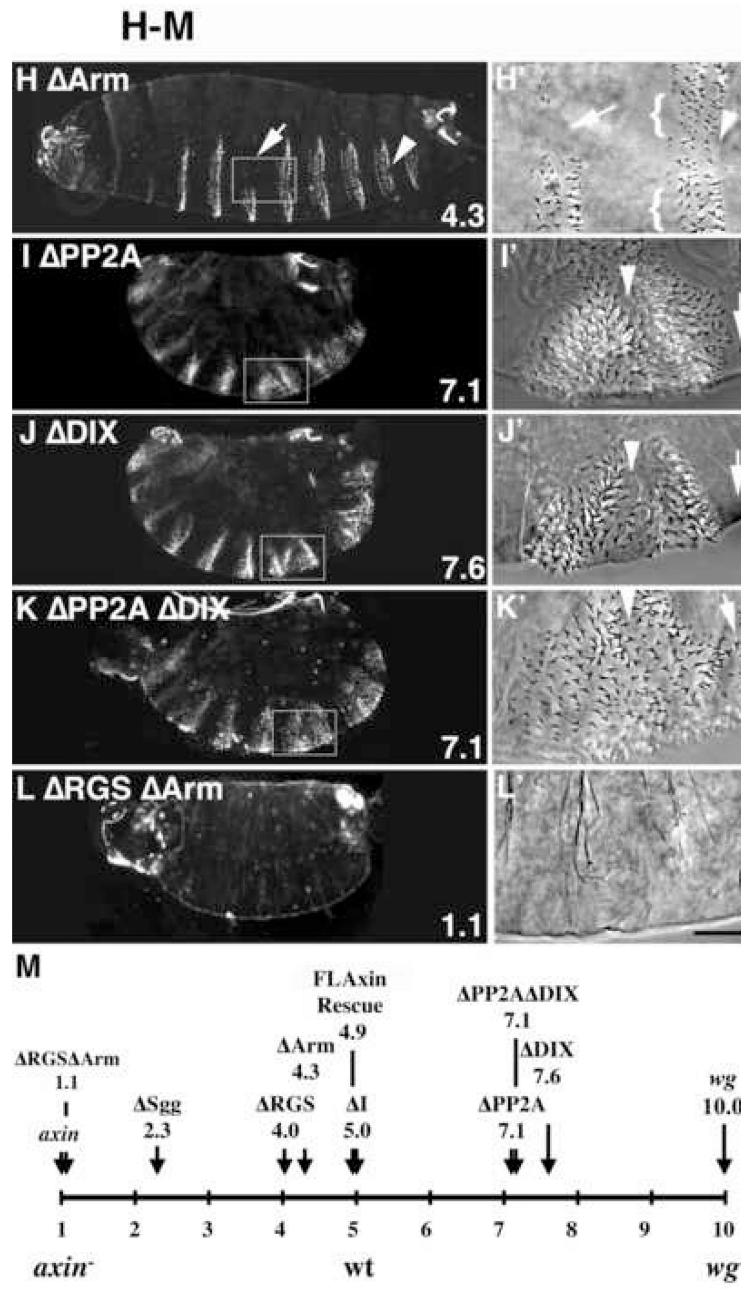 H-M
H ΔArm
4.3
H'
{
{
I ΔPP2A
7.1
I'
J ΔDIX
7.6
J'
K ΔPP2A ΔDIX
7.1
K'
L ΔRGS ΔArm
1.1
L'
M
FLAxin
Rescue
4.9
ΔPP2AΔDIX
7.1
ΔArm
4.3
ΔDIX
7.6
ΔRGSΔArm
1.1
axin
ΔSgg
2.3
ΔRGS
4.0
ΔI
5.0
ΔPP2A
7.1
wg
10.0
1 2 3 4 5 6 7 8 9 10
axin- wt wg